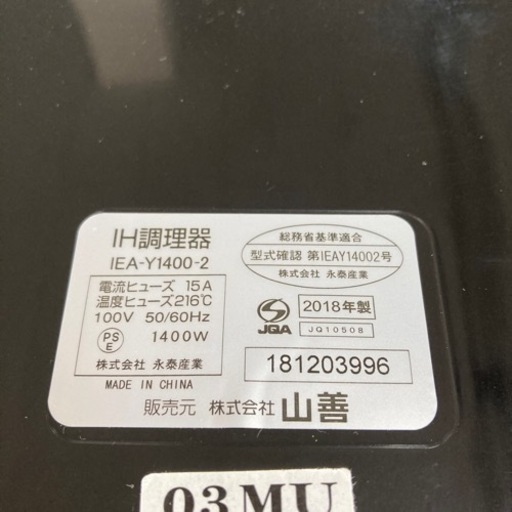 IH調理器
IEA-Y1400-2
電流ヒューズ 15A
温度ヒューズ216℃
100V 50/60Hz
PS
E
1400W
株式会社 永泰産業
MADE IN CHINA
総務省基準適合
型式確認 第IEAY14002号
株式会社 永泰産業
JQA
2018年製
JQ10508
181203996
販売元 株式会社 山善
03MU